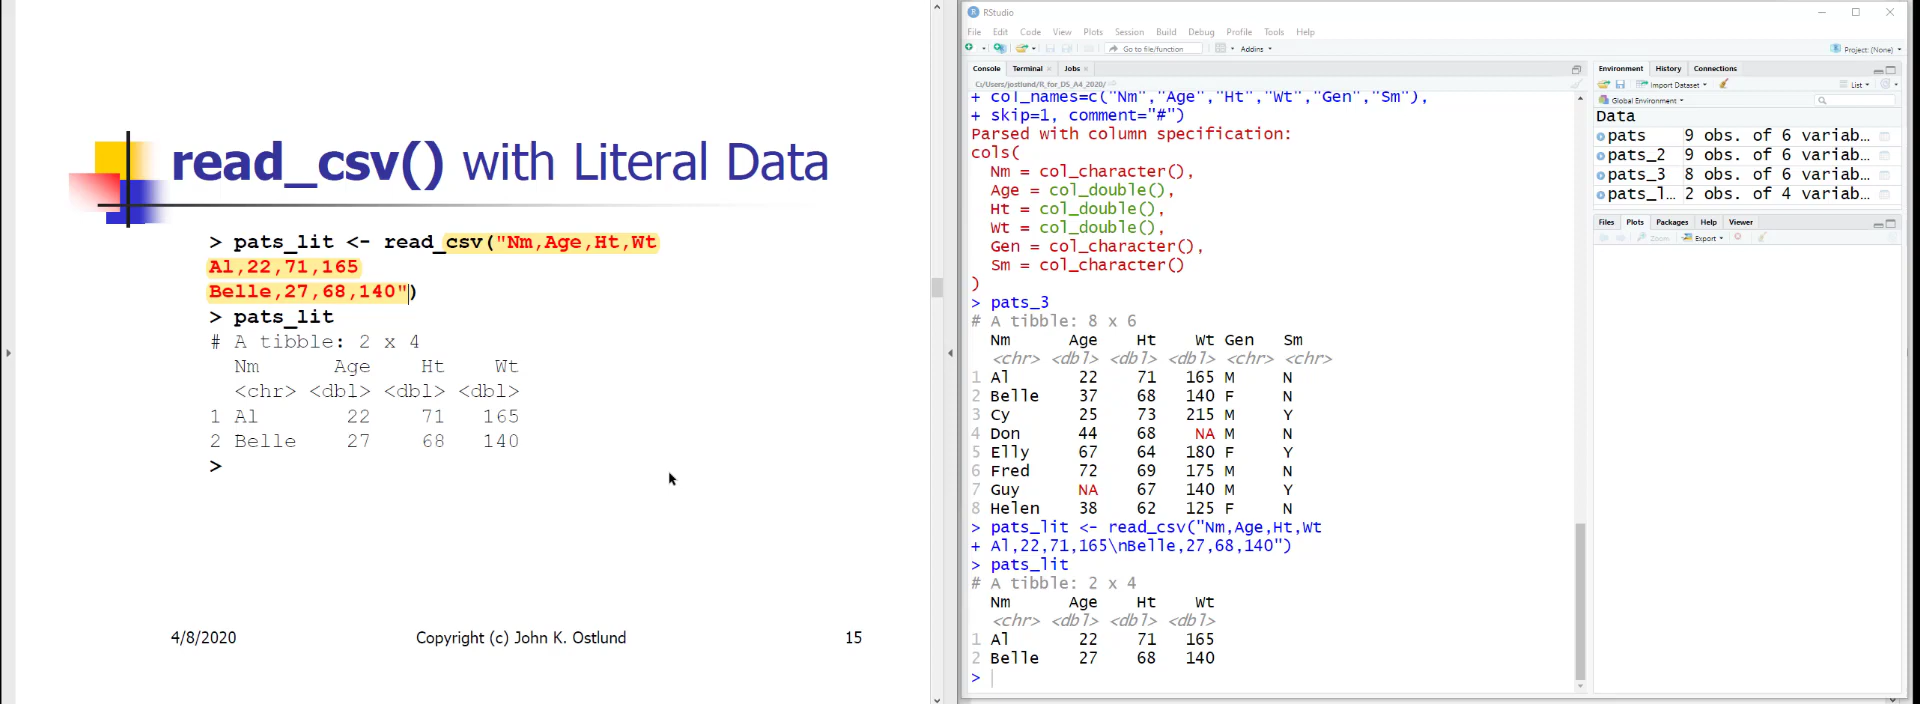 read_csv() with Literal Data
> pats_lit <- read_csv("Nm,Age,Ht,Wt
Al,22,71,165
Belle,27,68,140")
> pats_lit
# A tibble: 2 x 4
Nm Age Ht Wt
<chr> <dbl> <dbl> <dbl>
1 Al 22 71 165
2 Belle 27 68 140
>
4/8/2020 Copyright (c) John K. Ostlund 15
RStudio
File Edit Code View Plots Session Build Debug Profile Tools Help
Go to file/function Addins Project: (None)
Console Terminal Jobs
C:/Users/jostlund/R_for_DS_A4_2020/
+ col_names=c("Nm","Age","Ht","Wt","Gen","Sm"),
+ skip=1, comment="#")
Parsed with column specification:
cols(
Nm = col_character(),
Age = col_double(),
Ht = col_double(),
Wt = col_double(),
Gen = col_character(),
Sm = col_character()
)
> pats_3
# A tibble: 8 x 6
Nm Age Ht Wt Gen Sm
<chr> <dbl> <dbl> <dbl> <chr> <chr>
1 Al 22 71 165 M N
2 Belle 37 68 140 F N
3 Cy 25 73 215 M Y
4 Don 44 68 NA M N
5 Elly 67 64 180 F Y
6 Fred 72 69 175 M N
7 Guy NA 67 140 M Y
8 Helen 38 62 125 F N
> pats_lit <- read_csv("Nm,Age,Ht,Wt
+ Al,22,71,165\nBelle,27,68,140")
> pats_lit
# A tibble: 2 x 4
Nm Age Ht Wt
<chr> <dbl> <dbl> <dbl>
1 Al 22 71 165
2 Belle 27 68 140
>
Environment History Connections
Import Dataset List
Global Environment
Data
pats 9 obs. of 6 variab...
pats_2 9 obs. of 6 variab...
pats_3 8 obs. of 6 variab...
pats_l... 2 obs. of 4 variab...
Files Plots Packages Help Viewer
Zoom Export